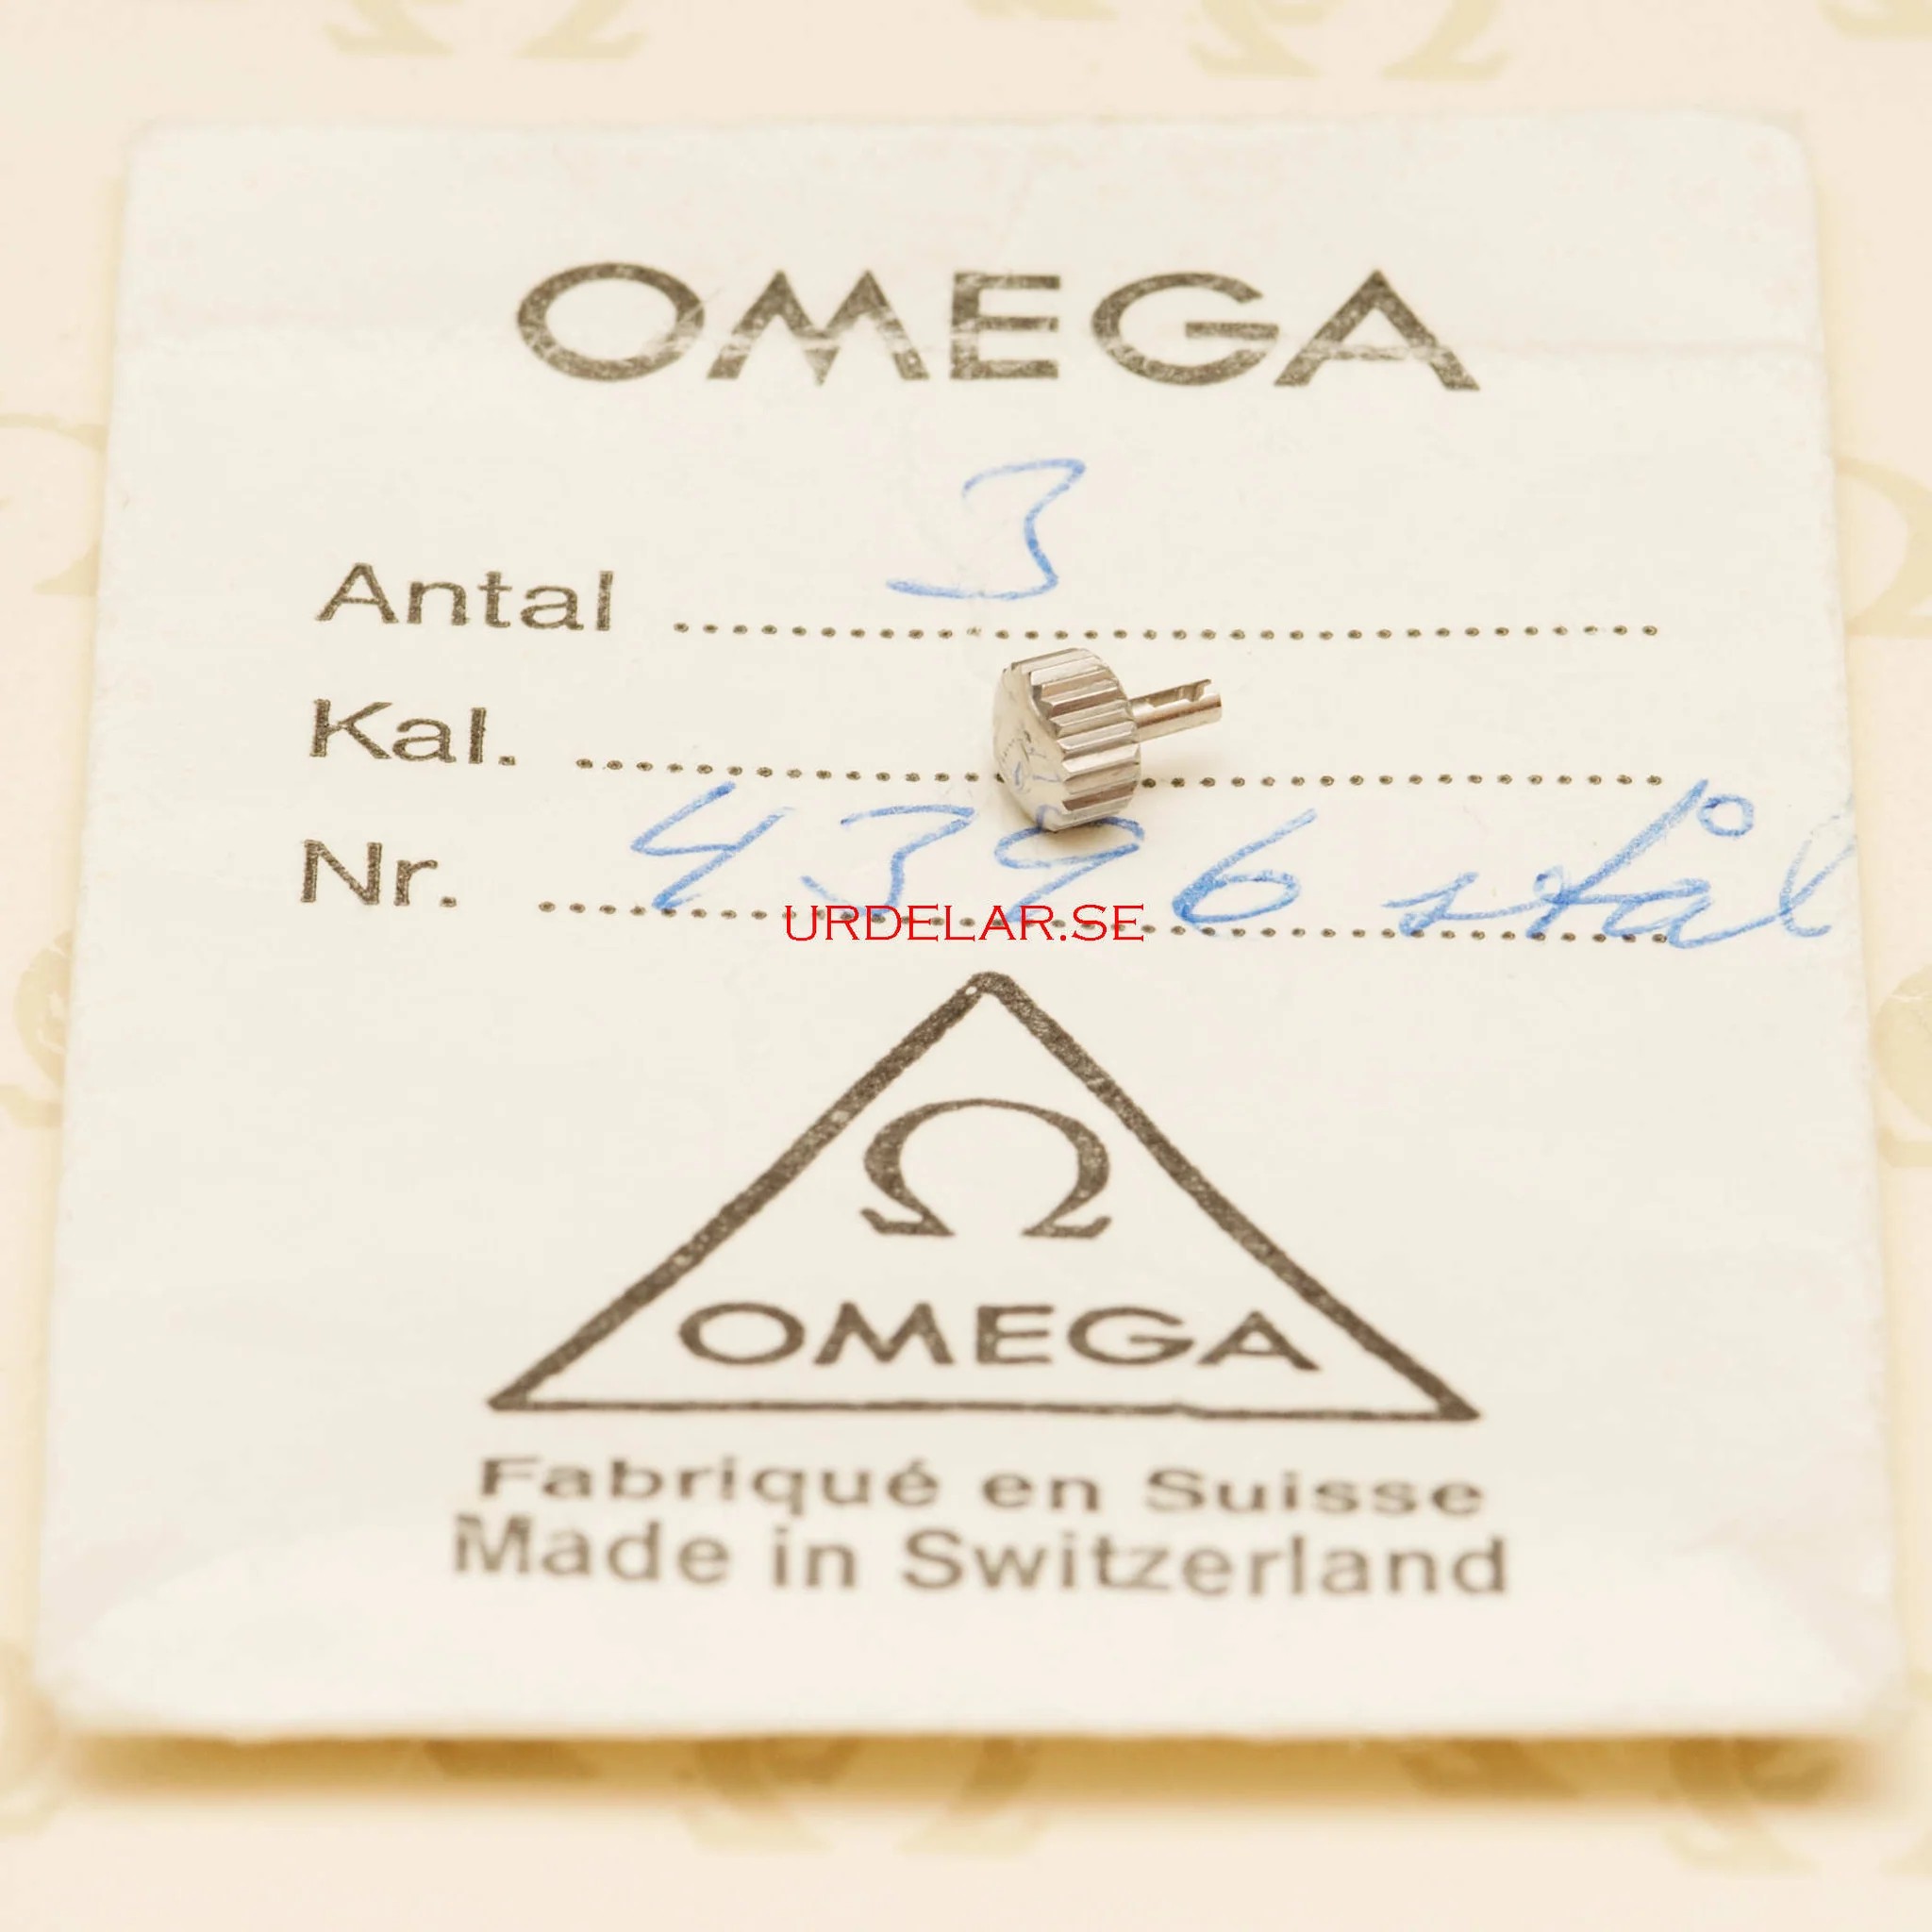 OMEGA
Antal 3
Kal.
Nr. 4396 stål
URDELAR.SE
Ω
OMEGA
Fabriqué en Suisse
Made in Switzerland